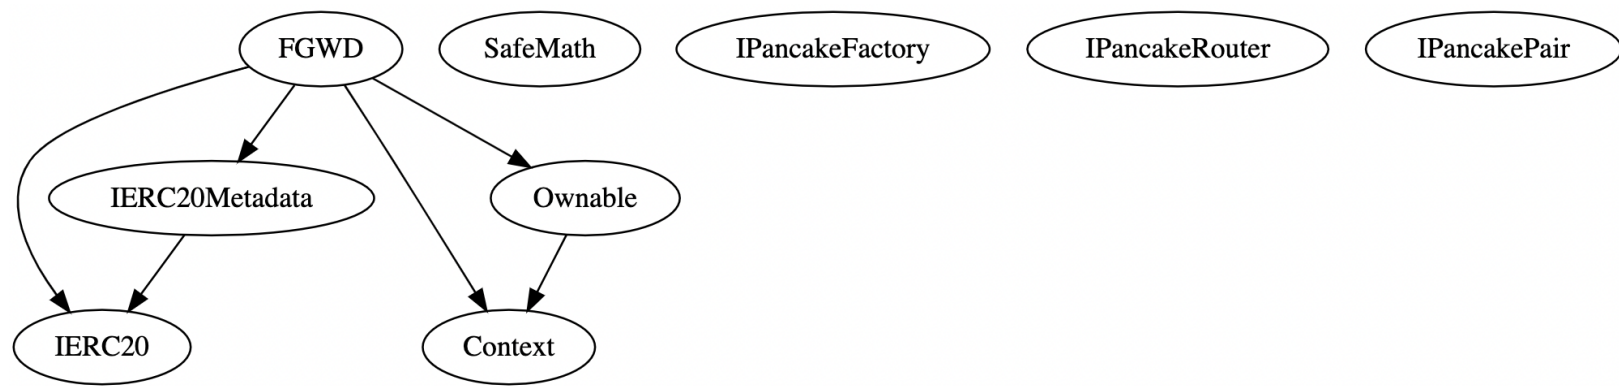 FGWD
SafeMath
IPancakeFactory
IPancakeRouter
IPancakePair
IERC20Metadata
Ownable
IERC20
Context